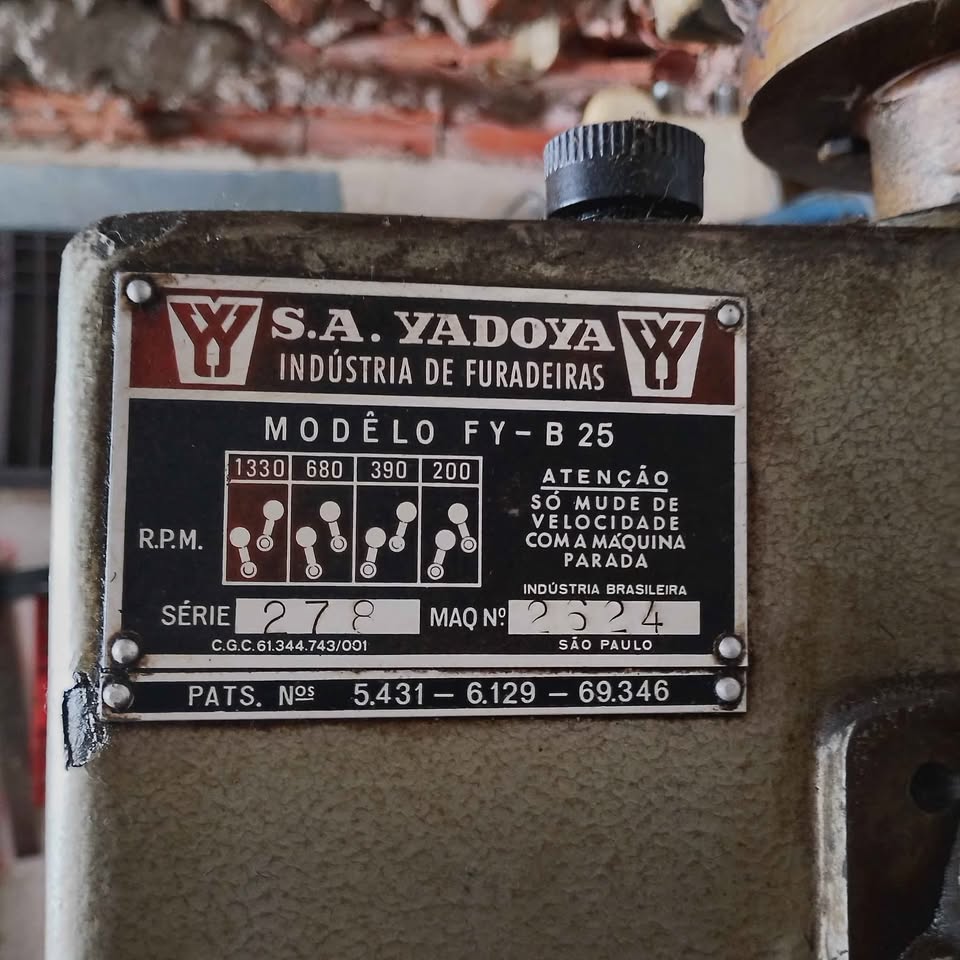 S.A. YADOYA
INDÚSTRIA DE FURADEIRAS
MODÊLO FY-B 25
1330 680 390 200
R.P.M.
ATENÇÃO
SÓ MUDE DE
VELOCIDADE
COM A MÁQUINA
PARADA
INDÚSTRIA BRASILEIRA
SÉRIE 278 MAQ Nº 2624
C.G.C. 61.344.743/001
SÃO PAULO
PATS. Nos 5.431 – 6.129 – 69.346